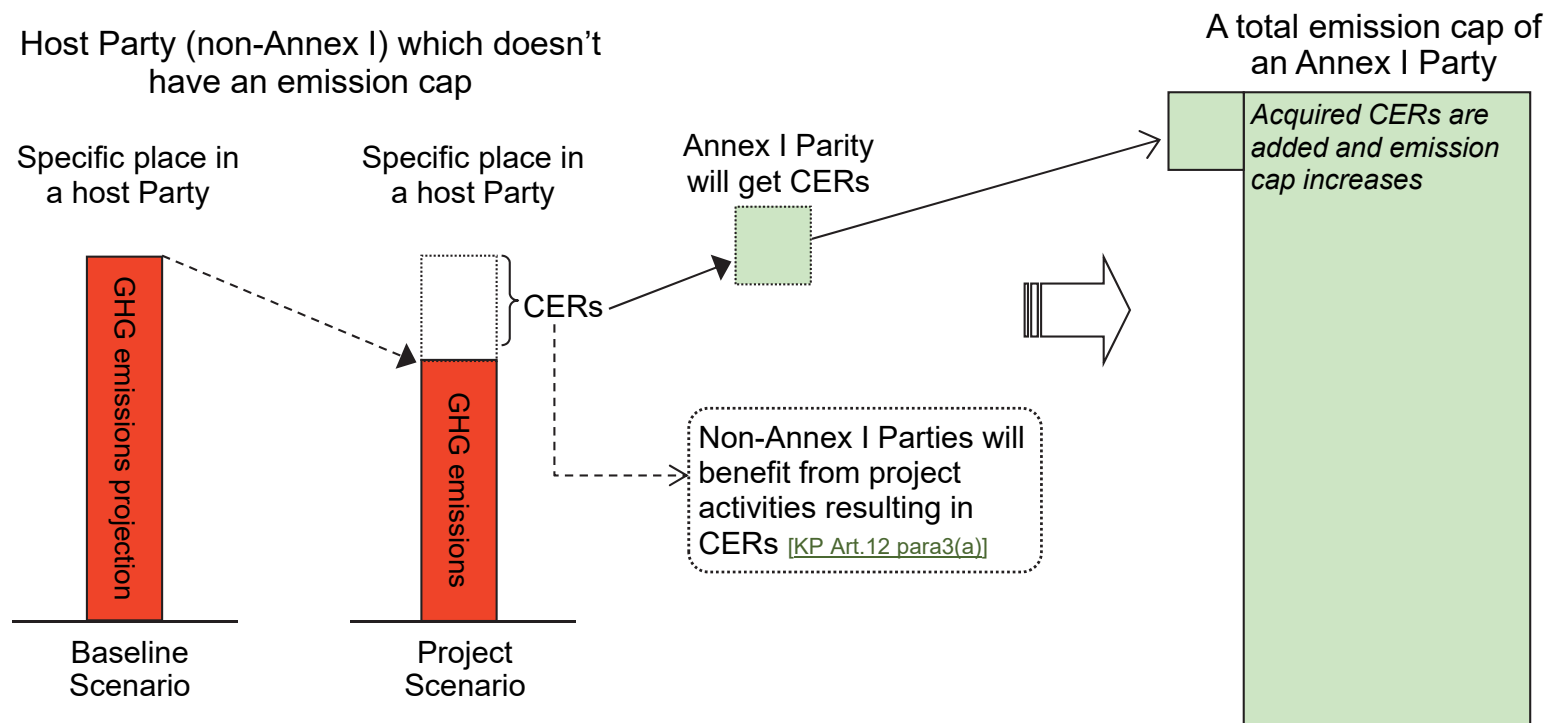 Host Party (non-Annex I) which doesn’t
have an emission cap
A total emission cap of
an Annex I Party
Specific place in
a host Party
Specific place in
a host Party
Annex I Parity
will get CERs
Acquired CERs are
added and emission
cap increases
GHG emissions projection
GHG emissions
CERs
Non-Annex I Parties will
benefit from project
activities resulting in
CERs [KP Art.12 para3(a)]
Baseline
Scenario
Project
Scenario